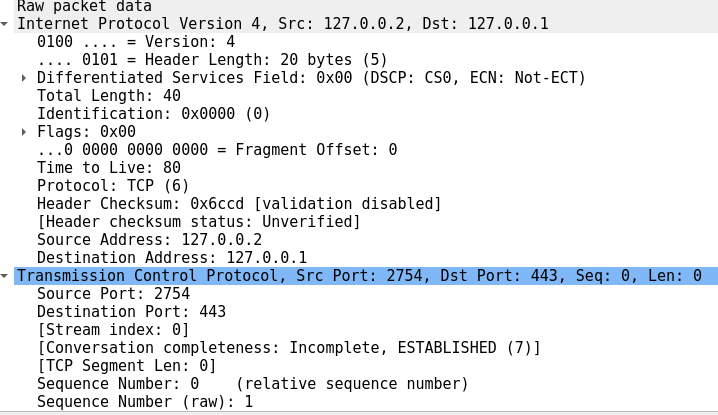 Raw packet data
Internet Protocol Version 4, Src: 127.0.0.2, Dst: 127.0.0.1
0100 .... = Version: 4
.... 0101 = Header Length: 20 bytes (5)
Differentiated Services Field: 0x00 (DSCP: CS0, ECN: Not-ECT)
Total Length: 40
Identification: 0x0000 (0)
Flags: 0x00
...0 0000 0000 0000 = Fragment Offset: 0
Time to Live: 80
Protocol: TCP (6)
Header Checksum: 0x6ccd [validation disabled]
[Header checksum status: Unverified]
Source Address: 127.0.0.2
Destination Address: 127.0.0.1
Transmission Control Protocol, Src Port: 2754, Dst Port: 443, Seq: 0, Len: 0
Source Port: 2754
Destination Port: 443
[Stream index: 0]
[Conversation completeness: Incomplete, ESTABLISHED (7)]
[TCP Segment Len: 0]
Sequence Number: 0    (relative sequence number)
Sequence Number (raw): 1